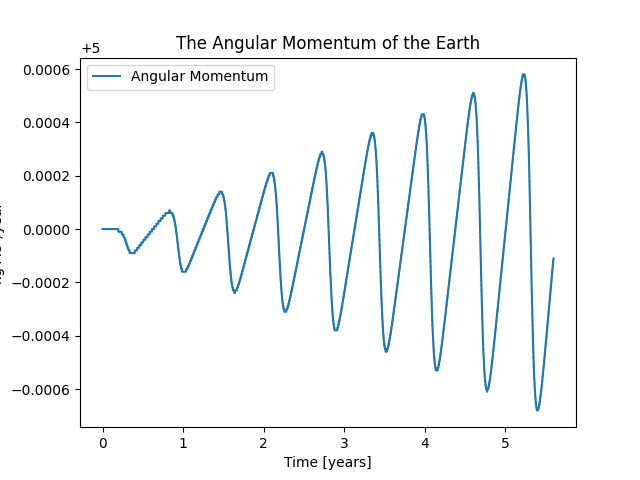 The Angular Momentum of the Earth
+5
Angular Momentum
0.0006
0.0004
0.0002
0.0000
−0.0002
−0.0004
−0.0006
0 1 2 3 4 5
Time [years]